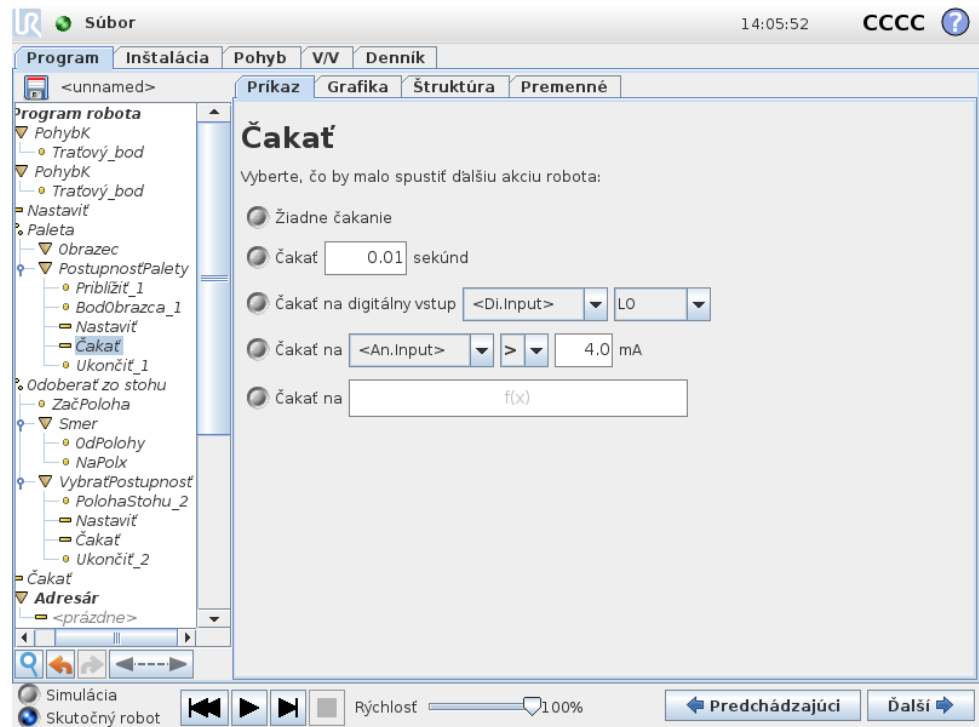 UR Súbor 14:05:52 CCCC ?
Program Inštalácia Pohyb V/V Denník
<unnamed> Príkaz Grafika Štruktúra Premenné
Program robota
PohybK
Traťový_bod
PohybK
Traťový_bod
Nastaviť
Paleta
Obrazec
PostupnosťPalety
Priblížiť_1
BodObrazca_1
Nastaviť
Čakať
Ukončiť_1
Odoberať zo stohu
ZačPoloha
Smer
OdPolohy
NaPolx
VybraťPostupnosť
PolohaStohu_2
Nastaviť
Čakať
Ukončiť_2
Čakať
Adresár
<prázdne>
Čakať
Vyberte, čo by malo spustiť ďalšiu akciu robota:
Žiadne čakanie
Čakať 0.01 sekúnd
Čakať na digitálny vstup <Di.Input> LO
Čakať na <An.Input> > 4.0 mA
Čakať na f(x)
Simulácia
Skutočný robot
Rýchlosť 100%
Predchádzajúci Ďalší